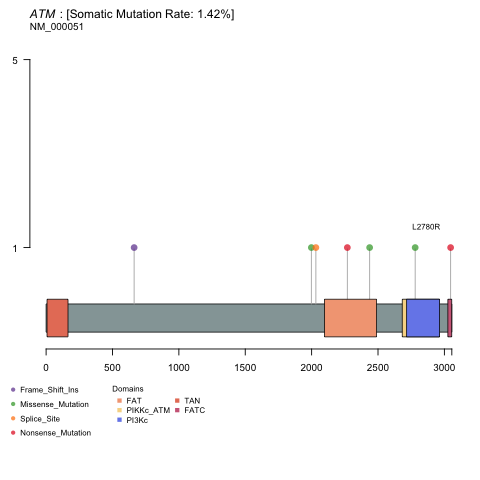 ATM : [Somatic Mutation Rate: 1.42%]
NM_000051
5
L2780R
1
0 500 1000 1500 2000 2500 3000
Frame_Shift_Ins
Missense_Mutation
Splice_Site
Nonsense_Mutation
Domains
FAT TAN
PIKKc_ATM FATC
PI3Kc